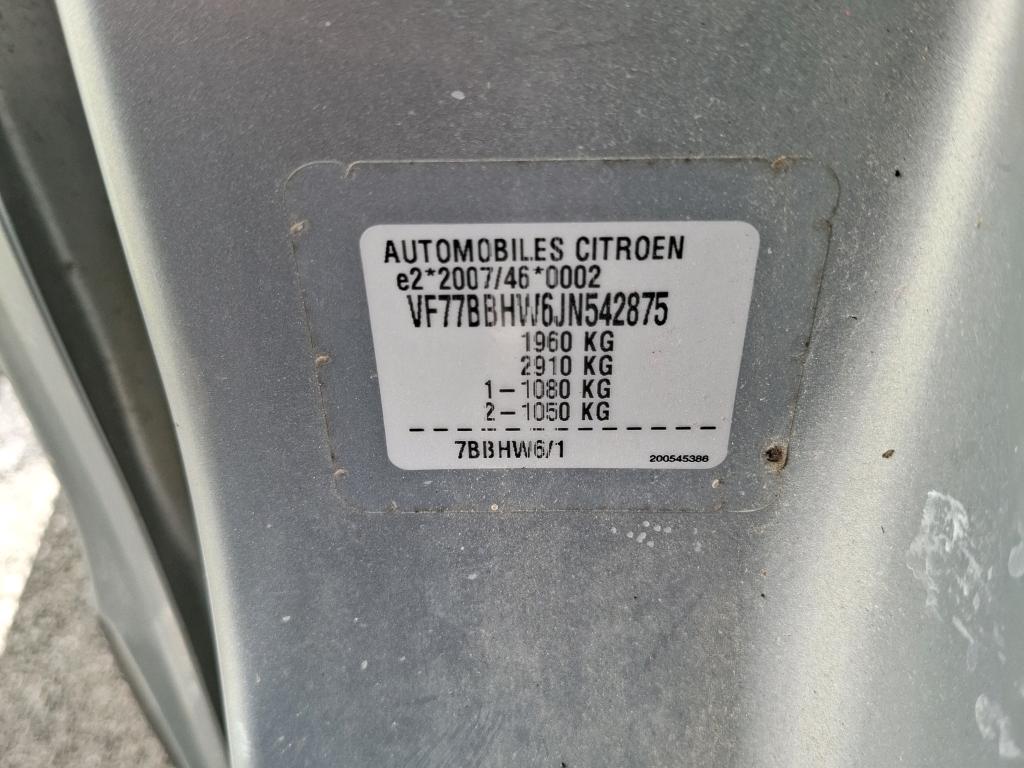 AUTOMOBILES CITROEN
e2*2007/46*0002
VF77BBHW6JN542875
1960 KG
2910 KG
1-1080 KG
2-1050 KG
7BBHW6/1
200545386